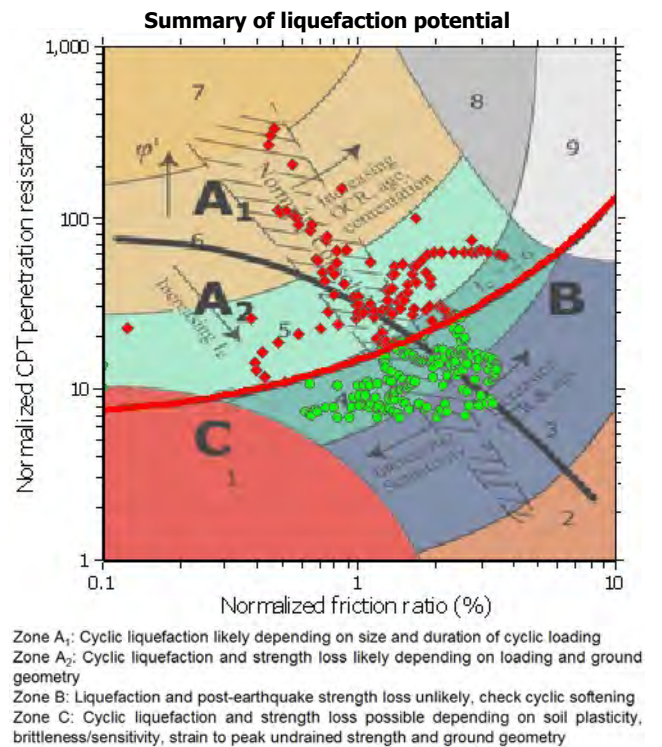 Summary of liquefaction potential
1,000
7
8
9
φ'
Increasing
OCR, age,
cementation
A1
100
6
A2
B
Increasing Ic
5
10
C
1
3
Increasing
Sensitivity
2
1
0.1
1
10
Normalized CPT penetration resistance
Normalized friction ratio (%)
Zone A1: Cyclic liquefaction likely depending on size and duration of cyclic loading
Zone A2: Cyclic liquefaction and strength loss likely depending on loading and ground
geometry
Zone B: Liquefaction and post-earthquake strength loss unlikely, check cyclic softening
Zone C: Cyclic liquefaction and strength loss possible depending on soil plasticity,
brittleness/sensitivity, strain to peak undrained strength and ground geometry